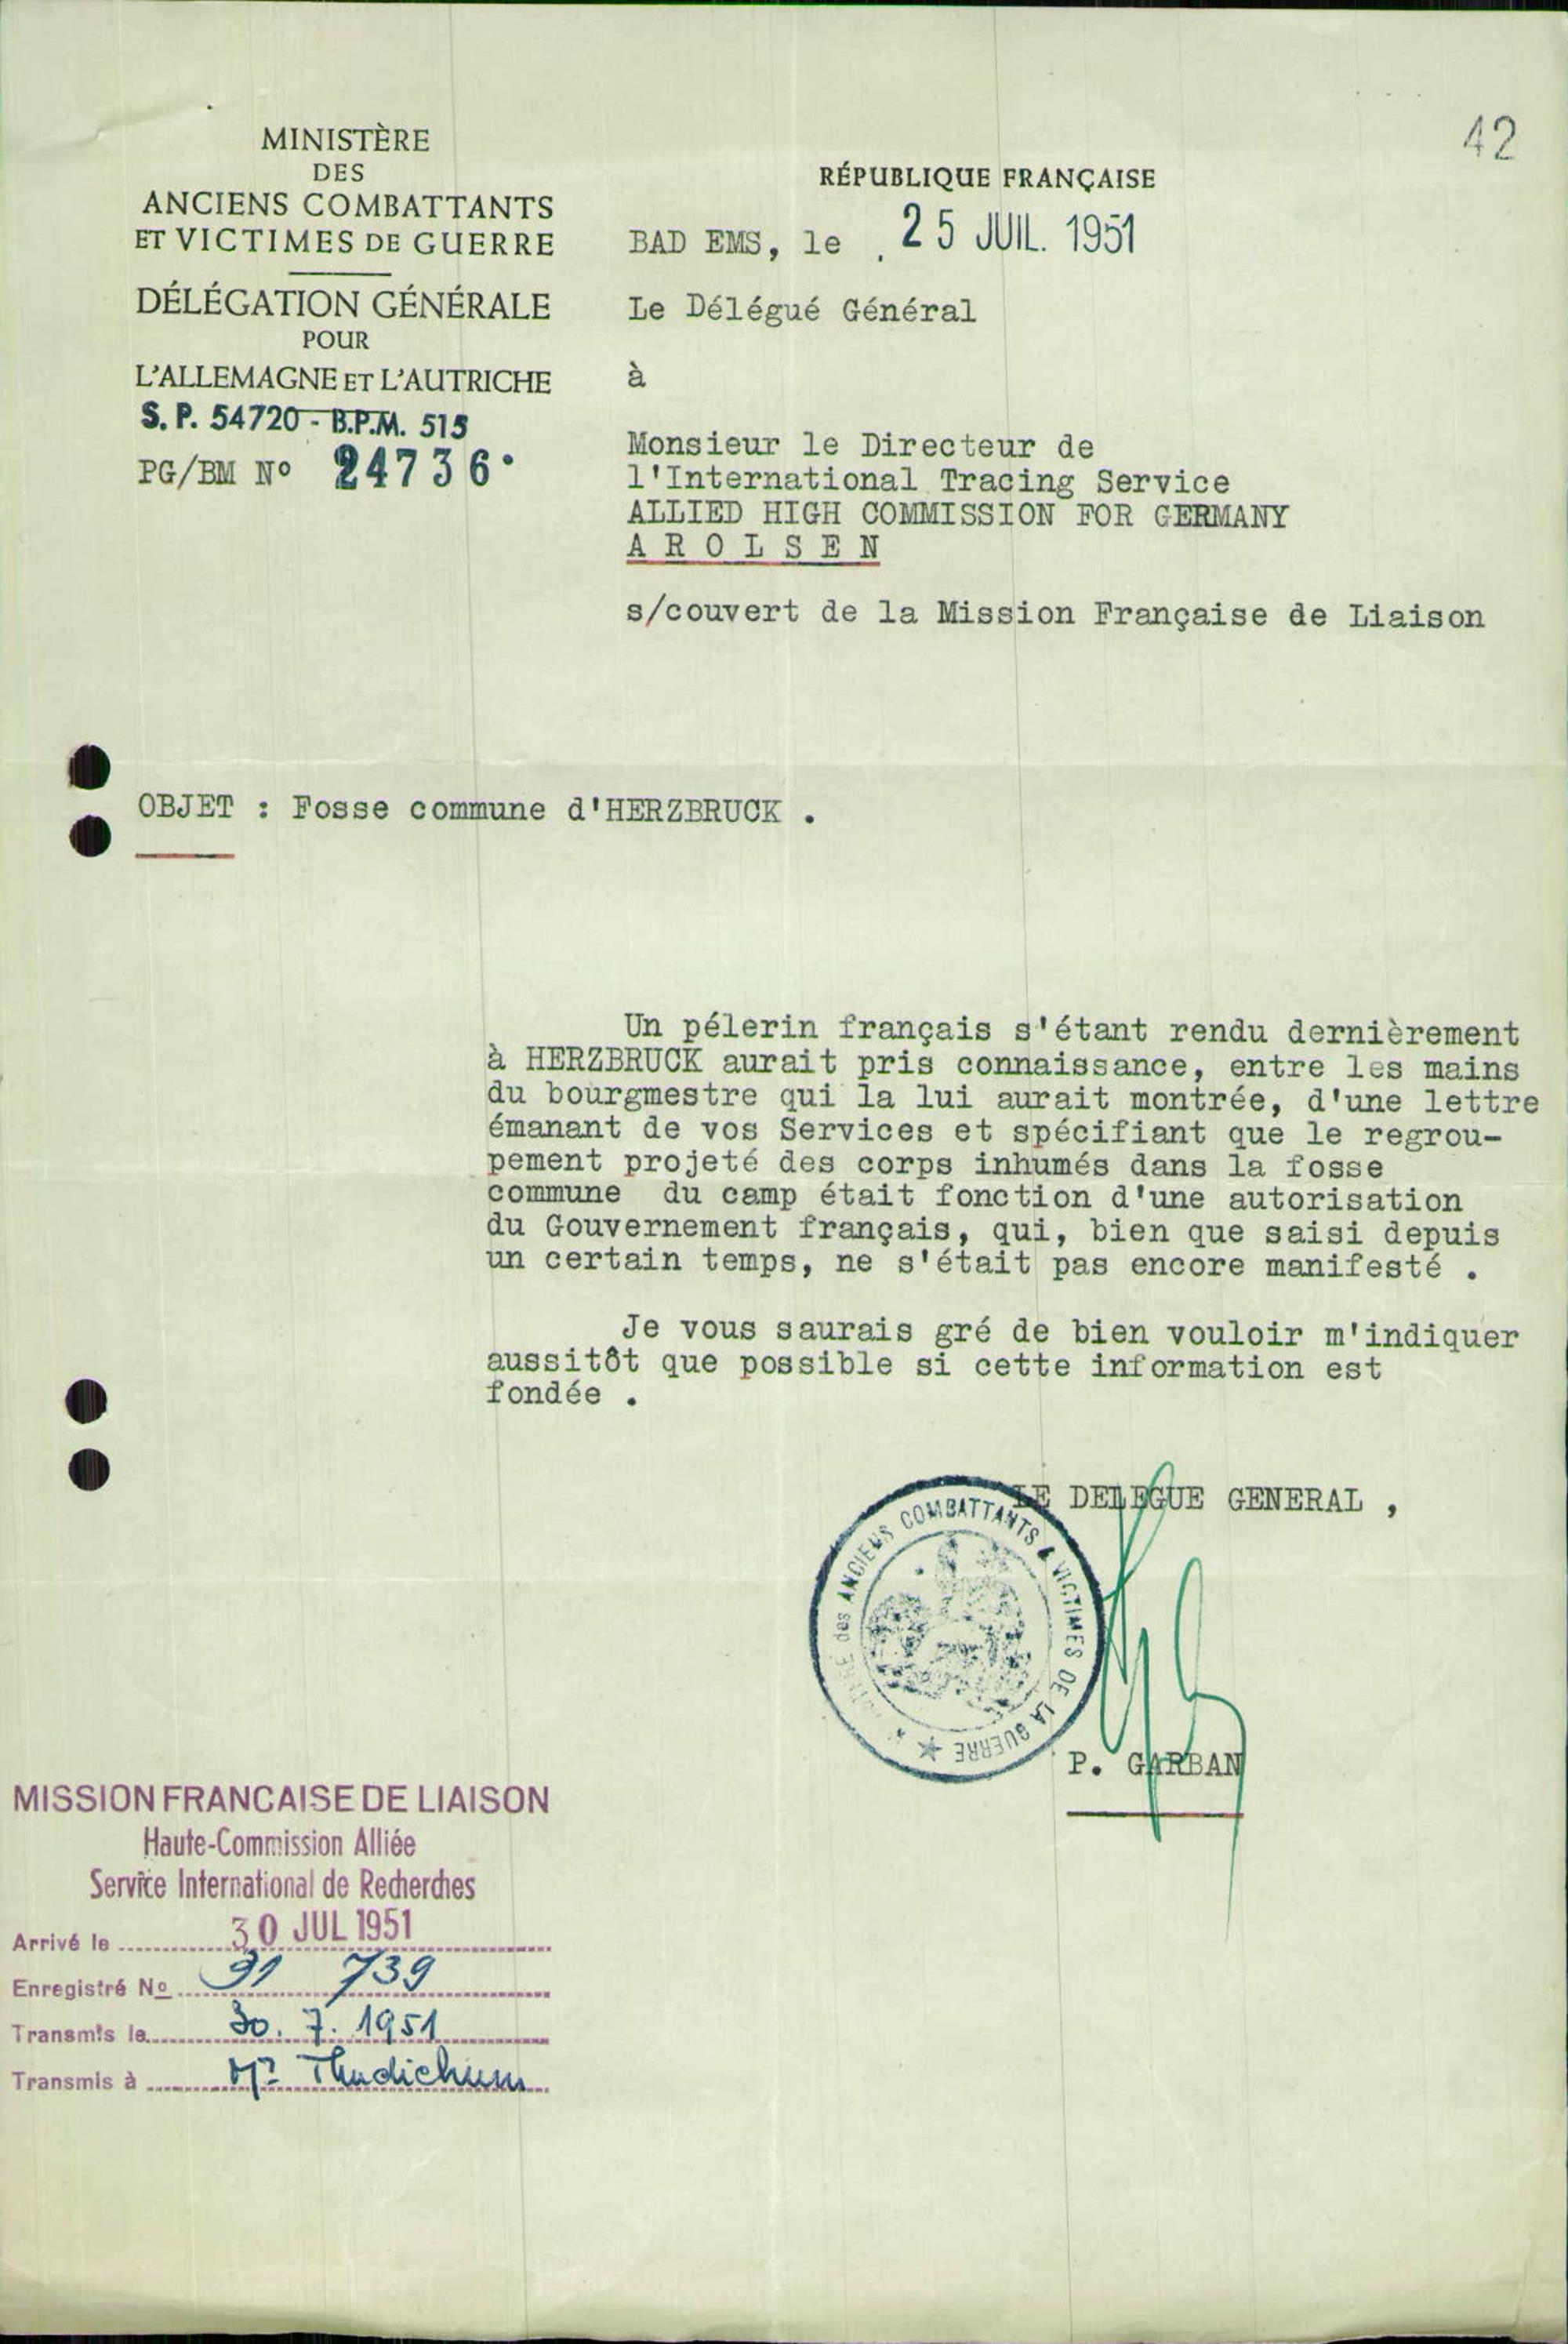 42
MINISTÈRE
DES
ANCIENS COMBATTANTS
ET VICTIMES DE GUERRE
DÉLÉGATION GÉNÉRALE
POUR
L'ALLEMAGNE ET L'AUTRICHE
S. P. 54720 - B.P.M. 515
PG/BM Nº 24736
RÉPUBLIQUE FRANÇAISE
BAD EMS, le 25 JUIL. 1951
Le Délégué Général
à
Monsieur le Directeur de
l'International Tracing Service
ALLIED HIGH COMMISSION FOR GERMANY
A R O L S E N
s/couvert de la Mission Française de Liaison
OBJET : Fosse commune d'HERZBRUCK .
Un pélerin français s'étant rendu dernièrement
à HERZBRUCK aurait pris connaissance, entre les mains
du bourgmestre qui la lui aurait montrée, d'une lettre
émanant de vos Services et spécifiant que le regrou-
pement projeté des corps inhumés dans la fosse
commune du camp était fonction d'une autorisation
du Gouvernement français, qui, bien que saisi depuis
un certain temps, ne s'était pas encore manifesté .
Je vous saurais gré de bien vouloir m'indiquer
aussitôt que possible si cette information est
fondée .
LE DELEGUE GENERAL ,
des ANCIENS COMBATTANTS & VICTIMES DE LA GUERRE
P. GARBAN
MISSION FRANCAISE DE LIAISON
Haute-Commission Alliée
Service International de Recherches
Arrivé le 30 JUL 1951
Enregistré Nº 91 739
Transmis le 30. 7. 1951
Transmis à Mr Thudichum